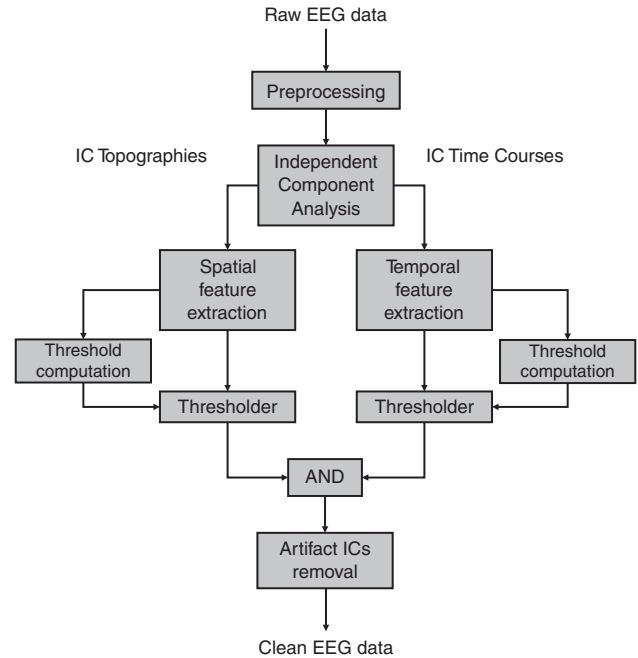 Raw EEG data
Preprocessing
IC Topographies
IC Time Courses
Independent
Component
Analysis
Spatial
feature
extraction
Temporal
feature
extraction
Threshold
computation
Threshold
computation
Thresholder
Thresholder
AND
Artifact ICs
removal
Clean EEG data